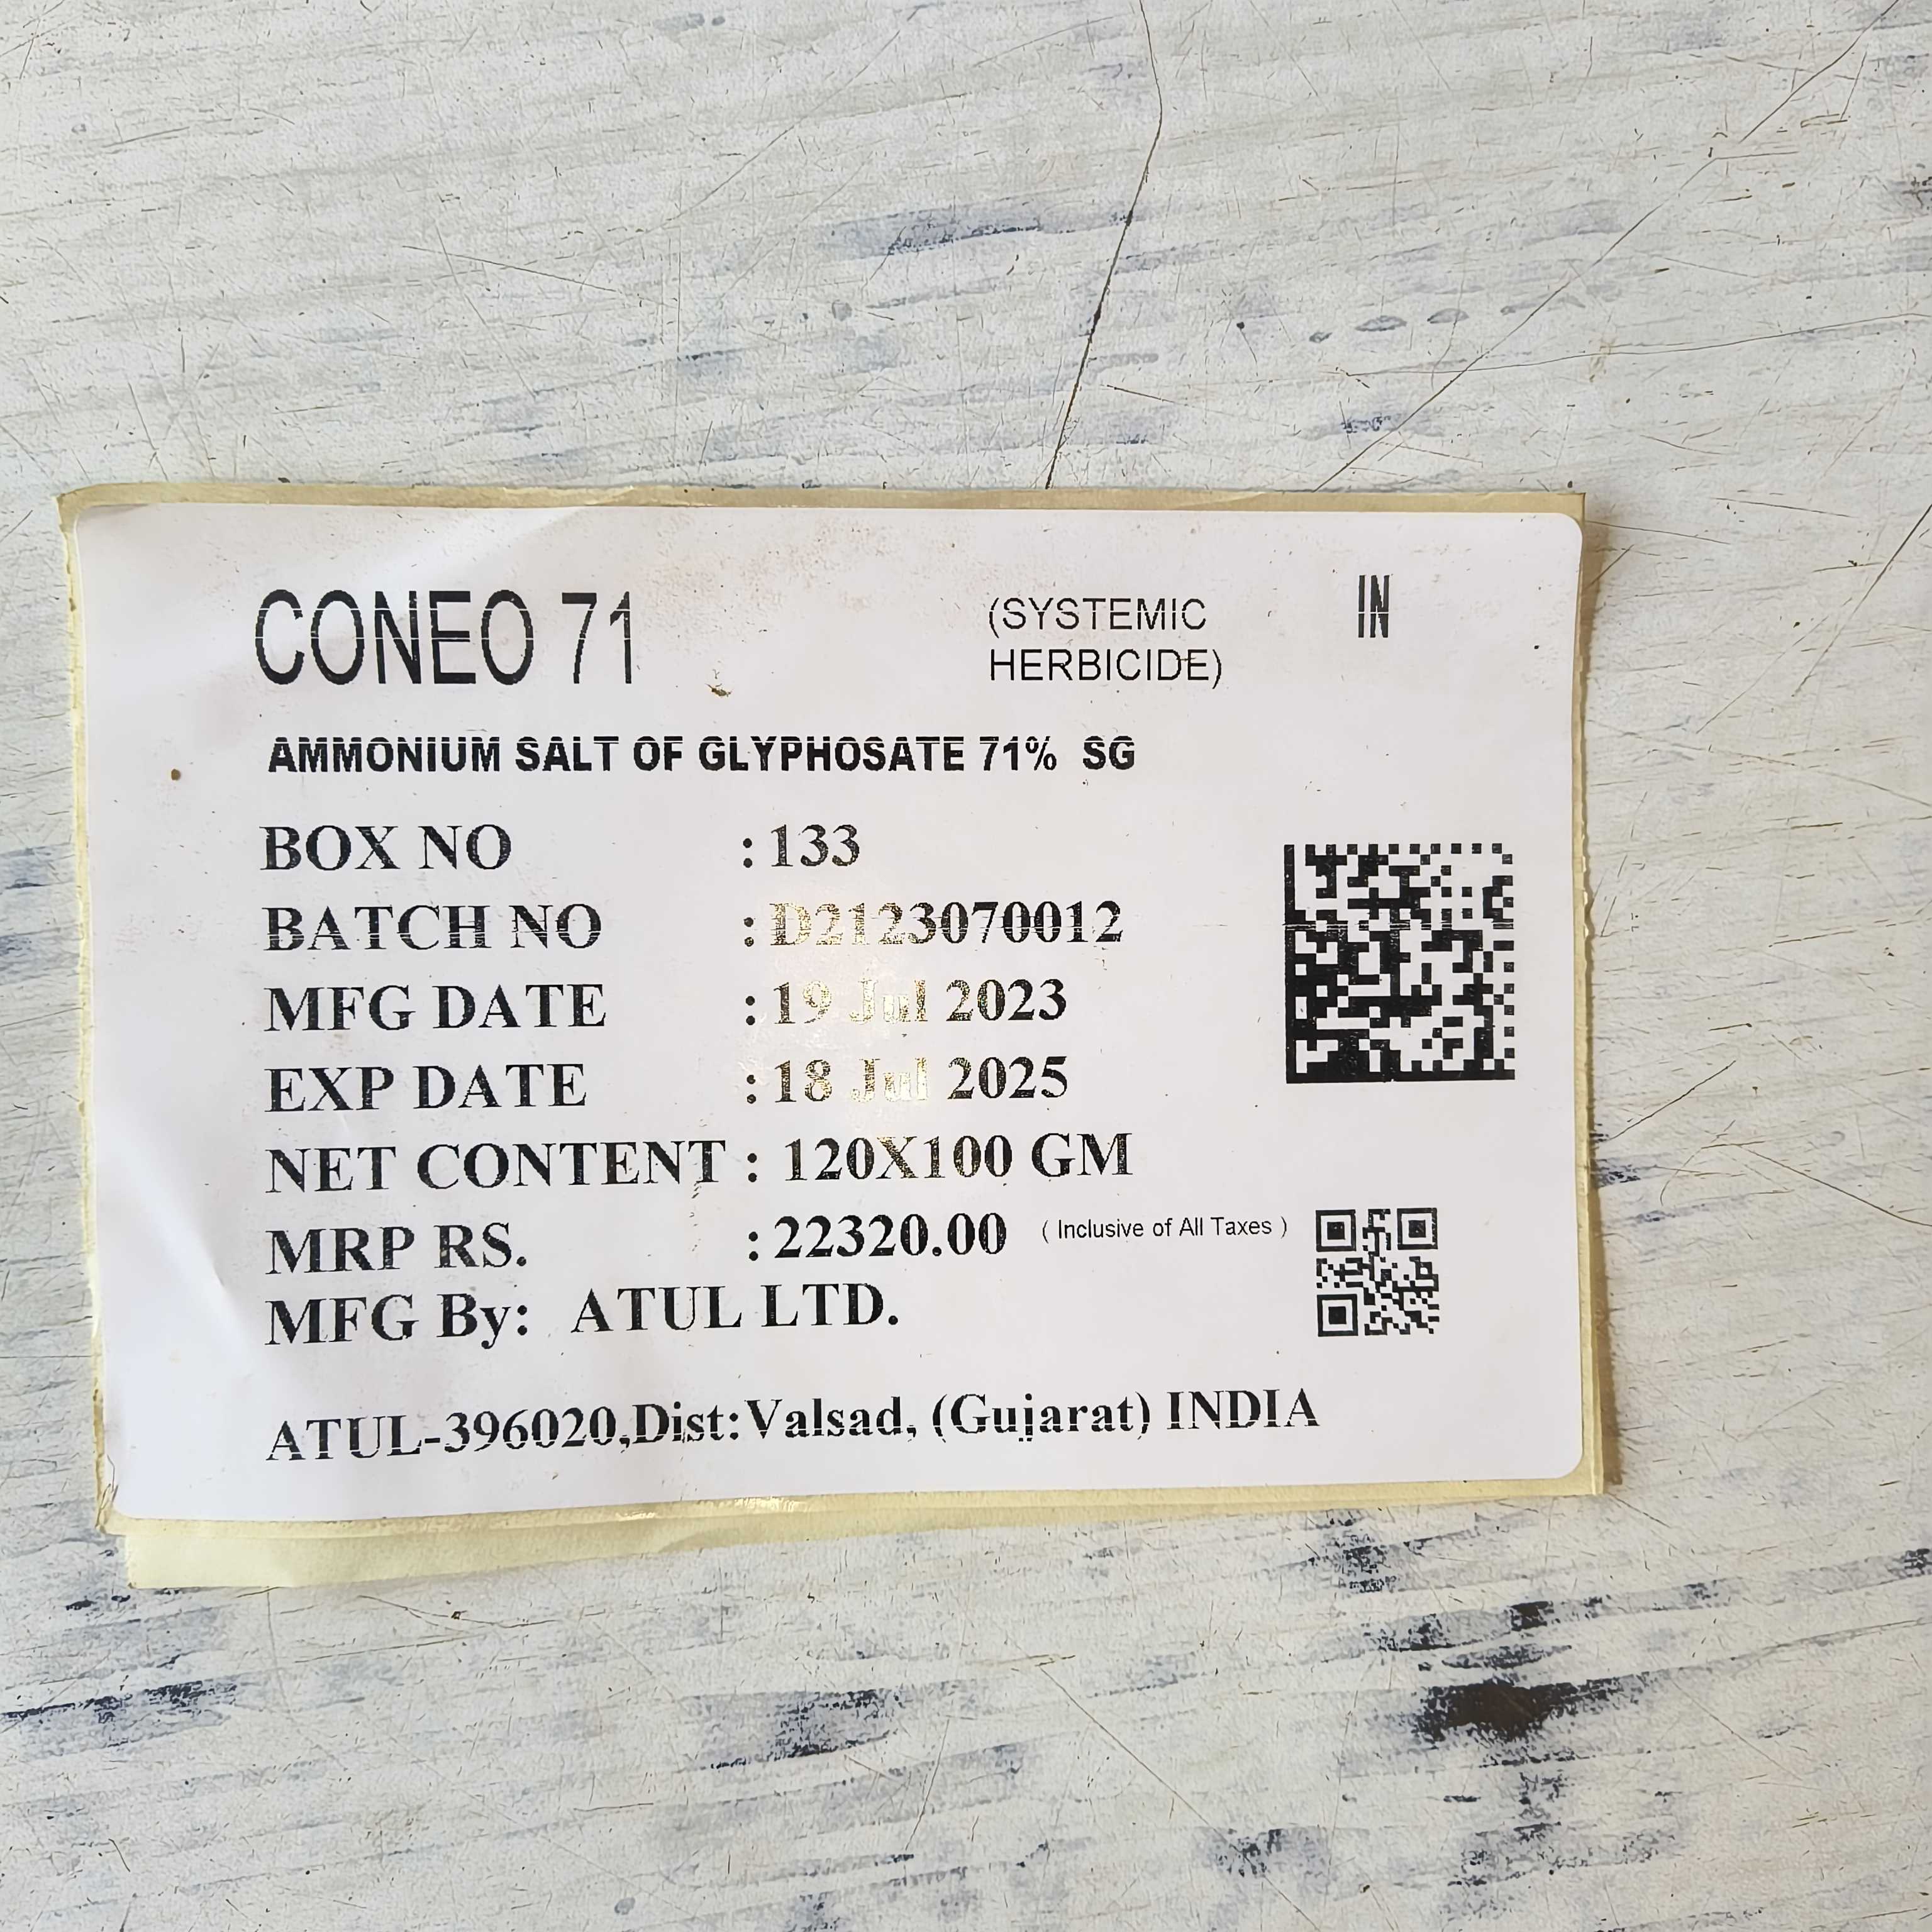 CONEO 71
(SYSTEMIC
HERBICIDE)
IN
AMMONIUM SALT OF GLYPHOSATE 71% SG
BOX NO : 133
BATCH NO : D2123070012
MFG DATE : 19 Jul 2023
EXP DATE : 18 Jul 2025
NET CONTENT : 120X100 GM
MRP RS. : 22320.00 ( Inclusive of All Taxes )
MFG By: ATUL LTD.
ATUL-396020,Dist:Valsad, (Gujarat) INDIA